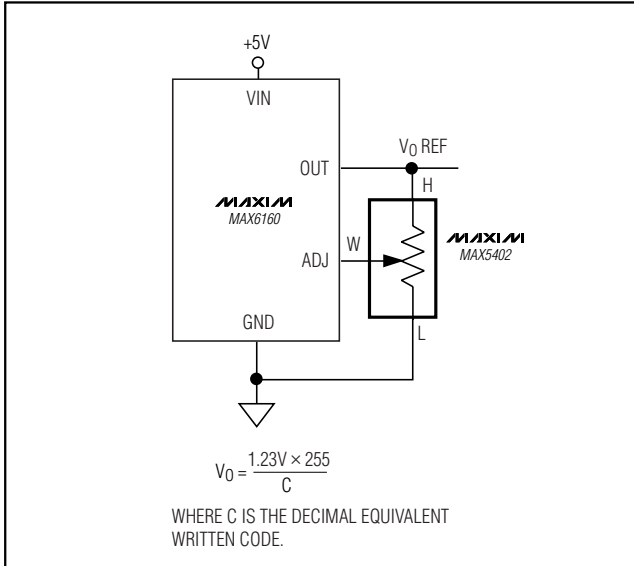 +5V
VIN
V0 REF
OUT
H
MAXIM
MAX6160
W
MAXIM
MAX5402
ADJ
GND
L
V0 = 1.23V × 255
C
WHERE C IS THE DECIMAL EQUIVALENT
WRITTEN CODE.